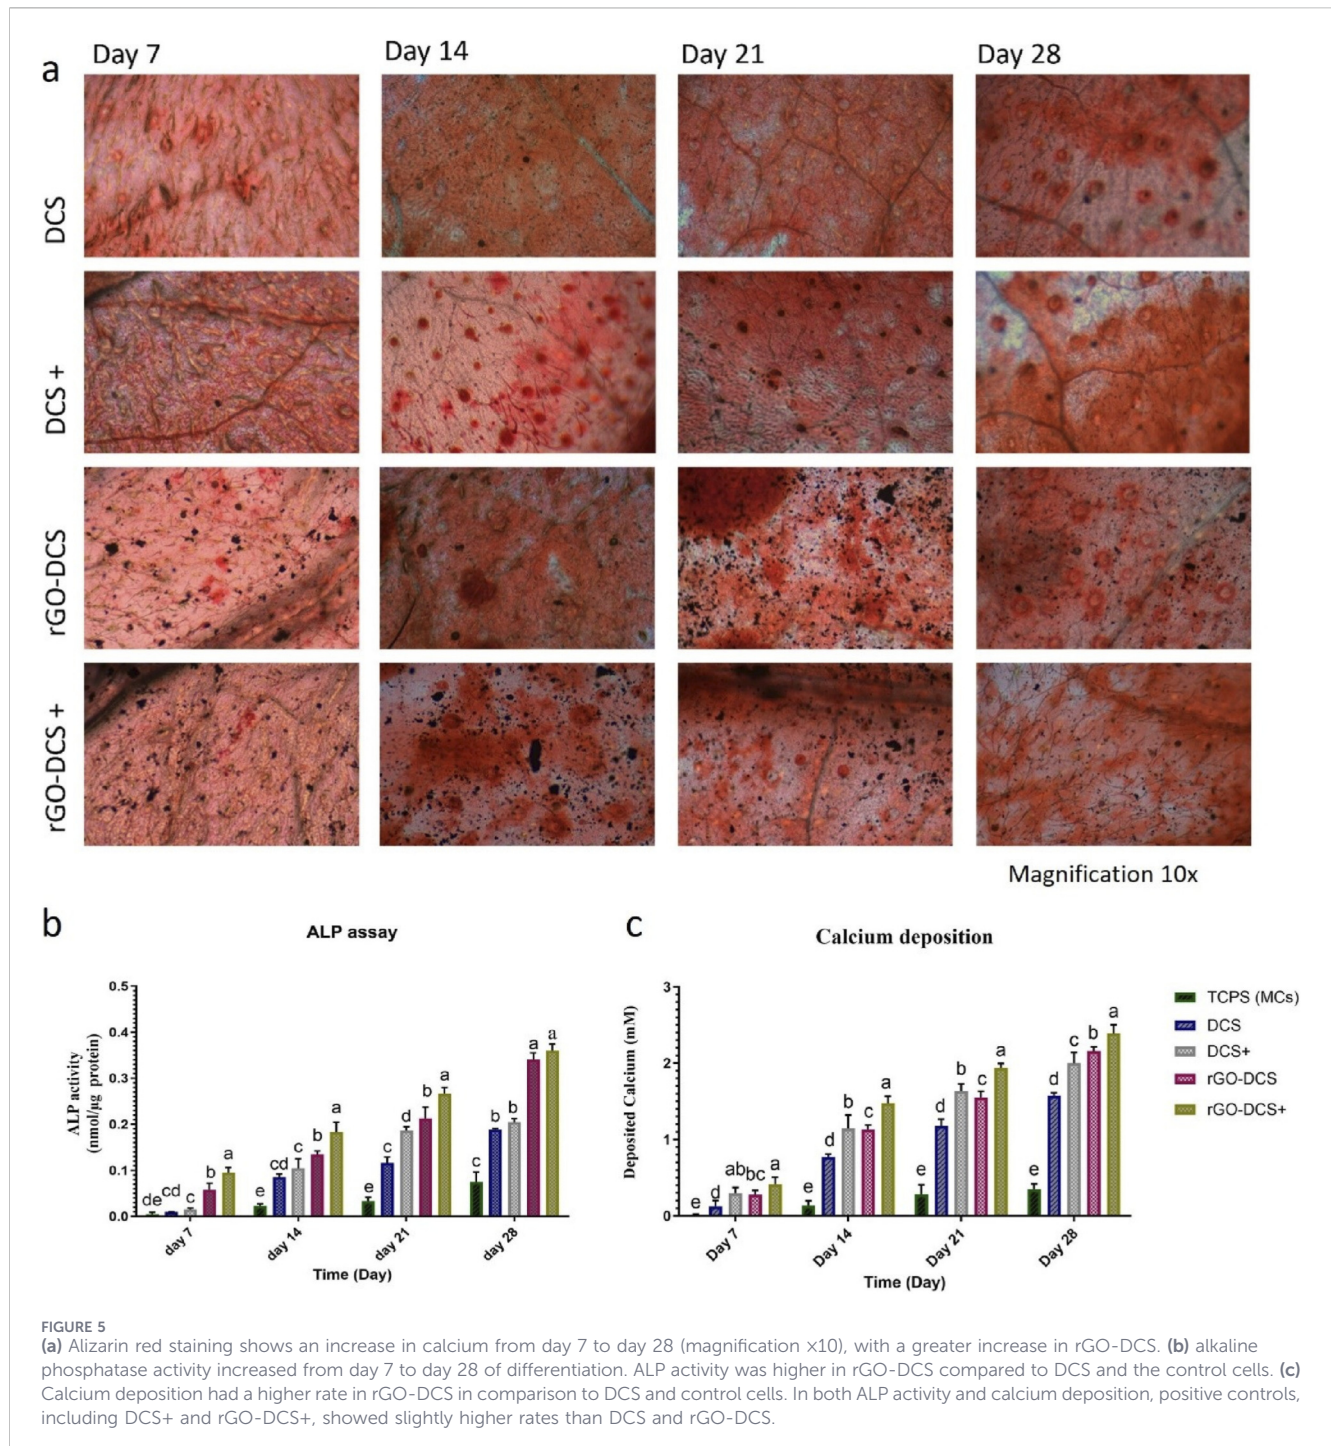 a
Day 7
Day 14
Day 21
Day 28
DCS
DCS +
rGO-DCS
rGO-DCS +
Magnification 10x
b
ALP assay
ALP activity
(nmol/µg protein)
0.5
0.4
0.3
0.2
0.1
0.0
de cd c b a
e cd c b a
e c d b a
c b b a a
day 7
day 14
day 21
day 28
Time (Day)
c
Calcium deposition
Deposited Calcium (mM)
3
2
1
0
e d ab bc a
e d b c a
e d b c a
e d c b a
Day 7
Day 14
Day 21
Day 28
Time (Day)
TCPS (MCs)
DCS
DCS+
rGO-DCS
rGO-DCS+
FIGURE 5
(a) Alizarin red staining shows an increase in calcium from day 7 to day 28 (magnification ×10), with a greater increase in rGO-DCS. (b) alkaline
phosphatase activity increased from day 7 to day 28 of differentiation. ALP activity was higher in rGO-DCS compared to DCS and the control cells. (c)
Calcium deposition had a higher rate in rGO-DCS in comparison to DCS and control cells. In both ALP activity and calcium deposition, positive controls,
including DCS+ and rGO-DCS+, showed slightly higher rates than DCS and rGO-DCS.